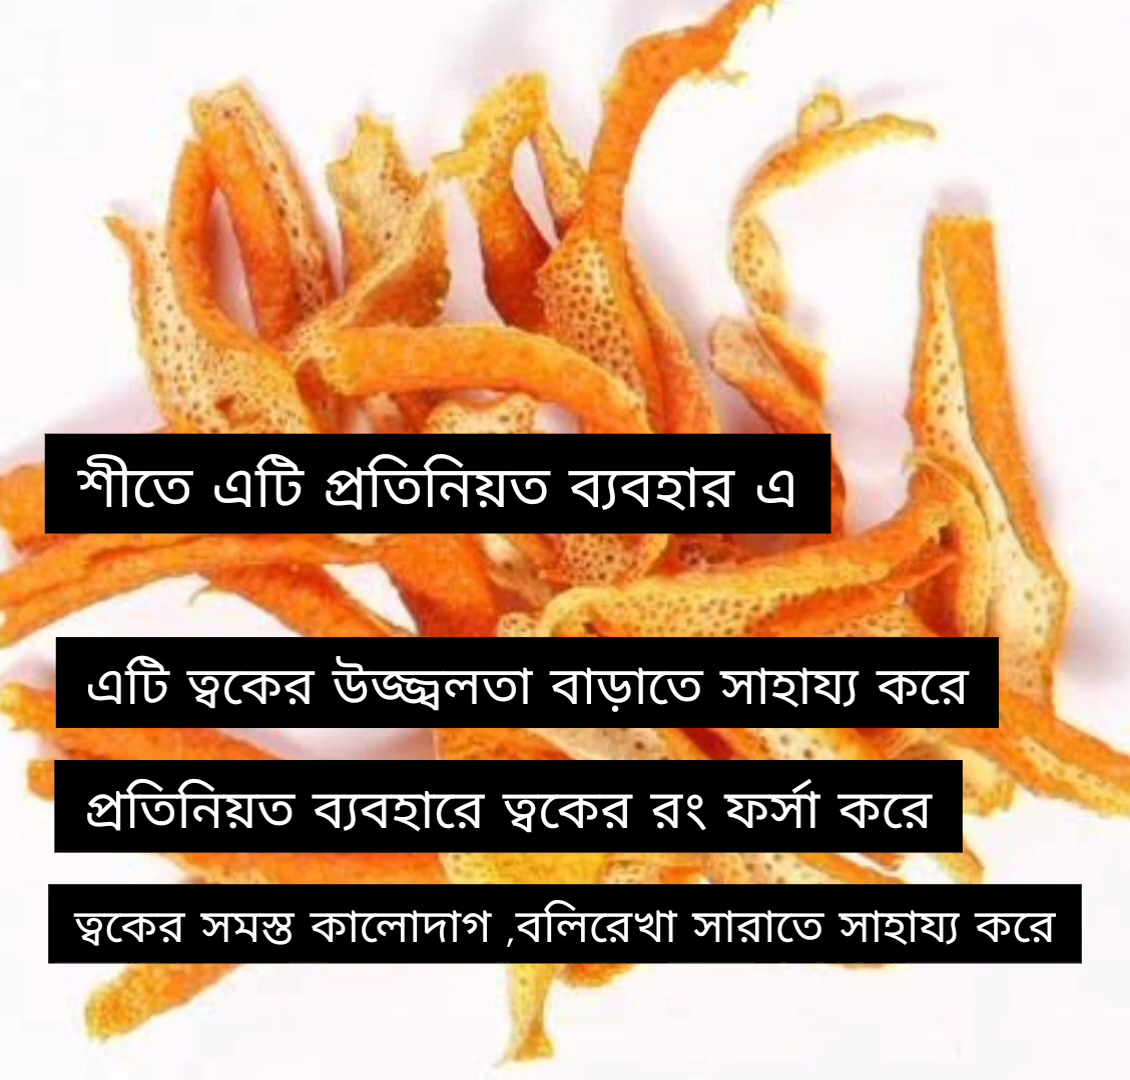 শীতে এটি প্রতিনিয়ত ব্যবহার এ
এটি ত্বকের উজ্জ্বলতা বাড়াতে সাহায্য করে
প্রতিনিয়ত ব্যবহারে ত্বকের রং ফর্সা করে
ত্বকের সমস্ত কালোদাগ ,বলিরেখা সারাতে সাহায্য করে